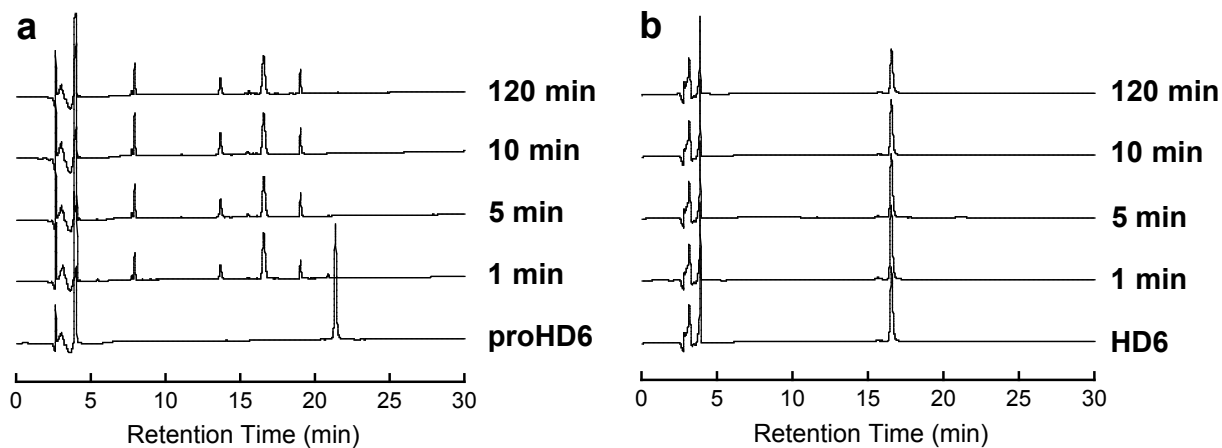 a
120 min
10 min
5 min
1 min
proHD6
0 5 10 15 20 25 30
Retention Time (min)
b
120 min
10 min
5 min
1 min
HD6
0 5 10 15 20 25 30
Retention Time (min)